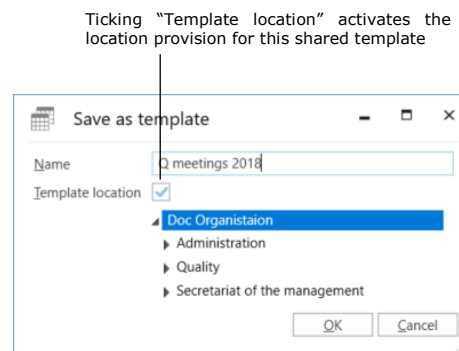 Ticking “Template location” activates the
location provision for this shared template
Save as template
Name
Q meetings 2018
Template location
Doc Organistaion
Administration
Quality
Secretariat of the management
OK
Cancel